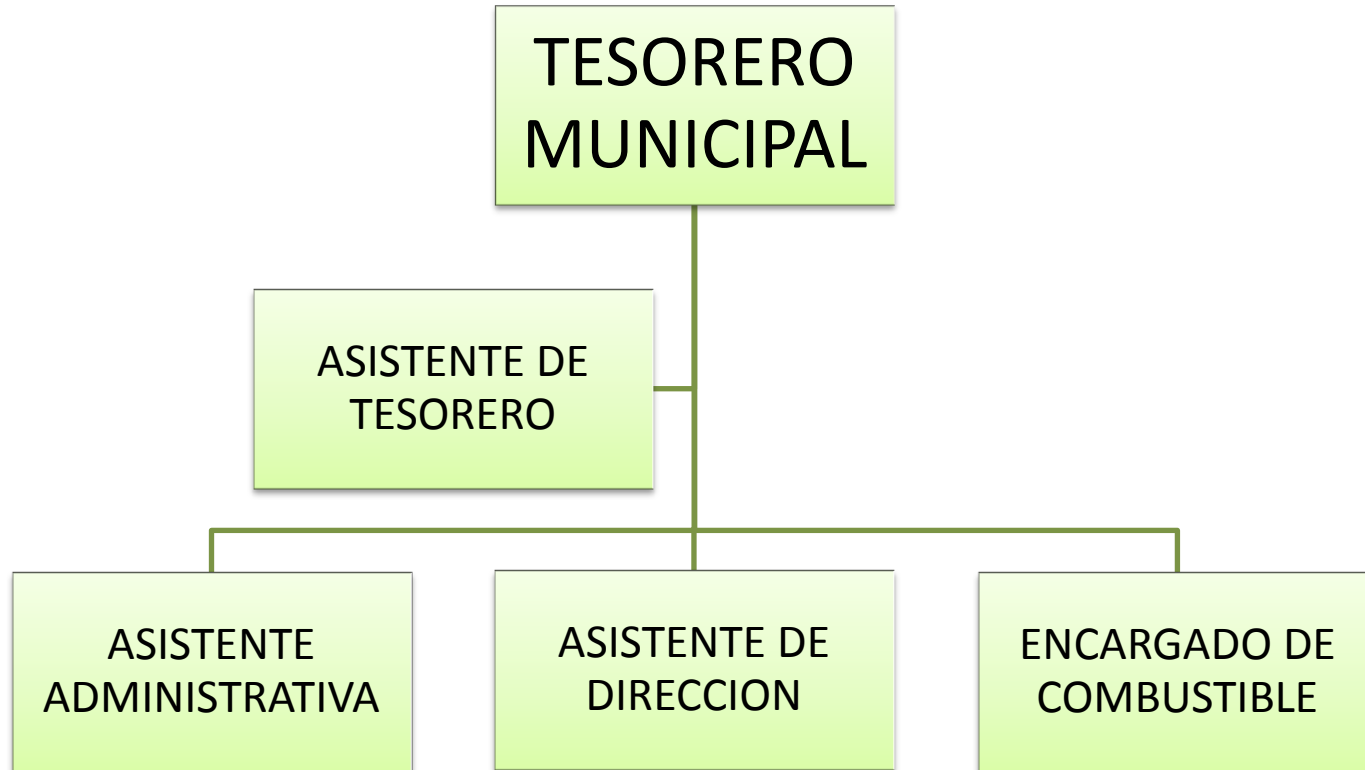 TESORERO
MUNICIPAL
ASISTENTE DE
TESORERO
ASISTENTE
ADMINISTRATIVA
ASISTENTE DE
DIRECCION
ENCARGADO DE
COMBUSTIBLE